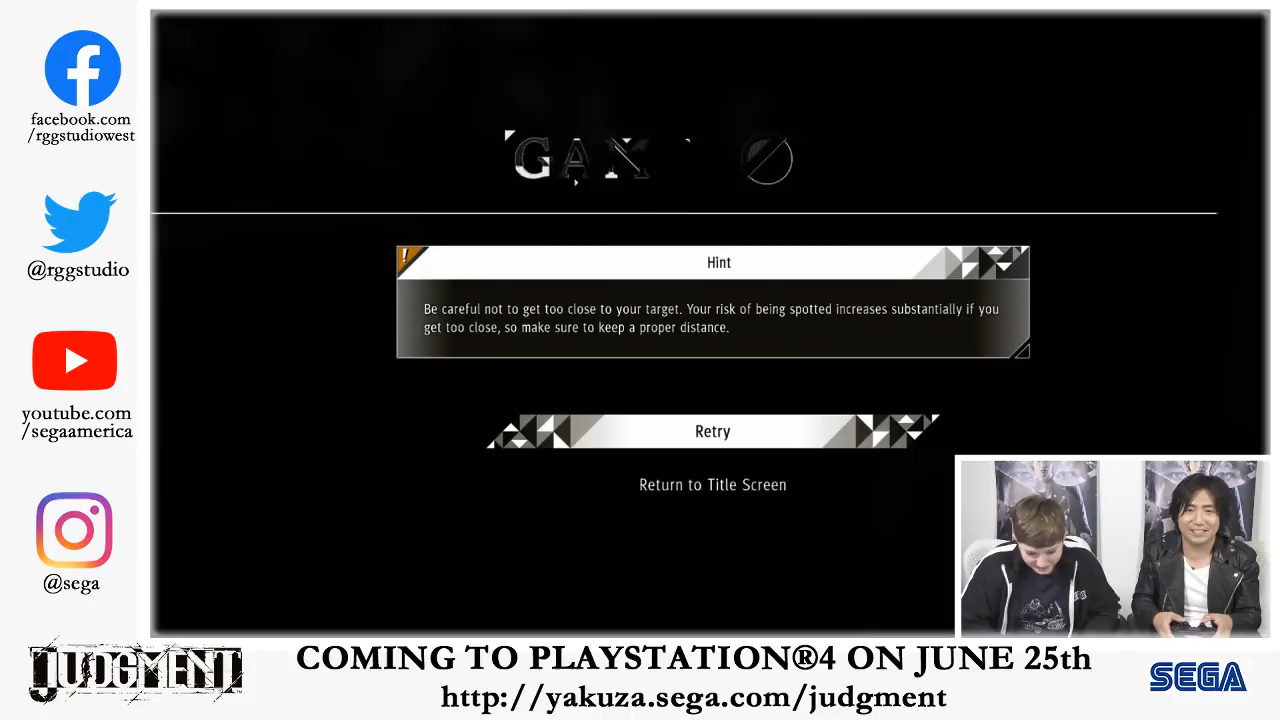 facebook.com
/rggstudiowest
@rggstudio
youtube.com
/segaamerica
@sega
Hint
Be careful not to get too close to your target. Your risk of being spotted increases substantially if you
get too close, so make sure to keep a proper distance.
Retry
Return to Title Screen
JUDGMENT
COMING TO PLAYSTATION®4 ON JUNE 25th
http://yakuza.sega.com/judgment
SEGA